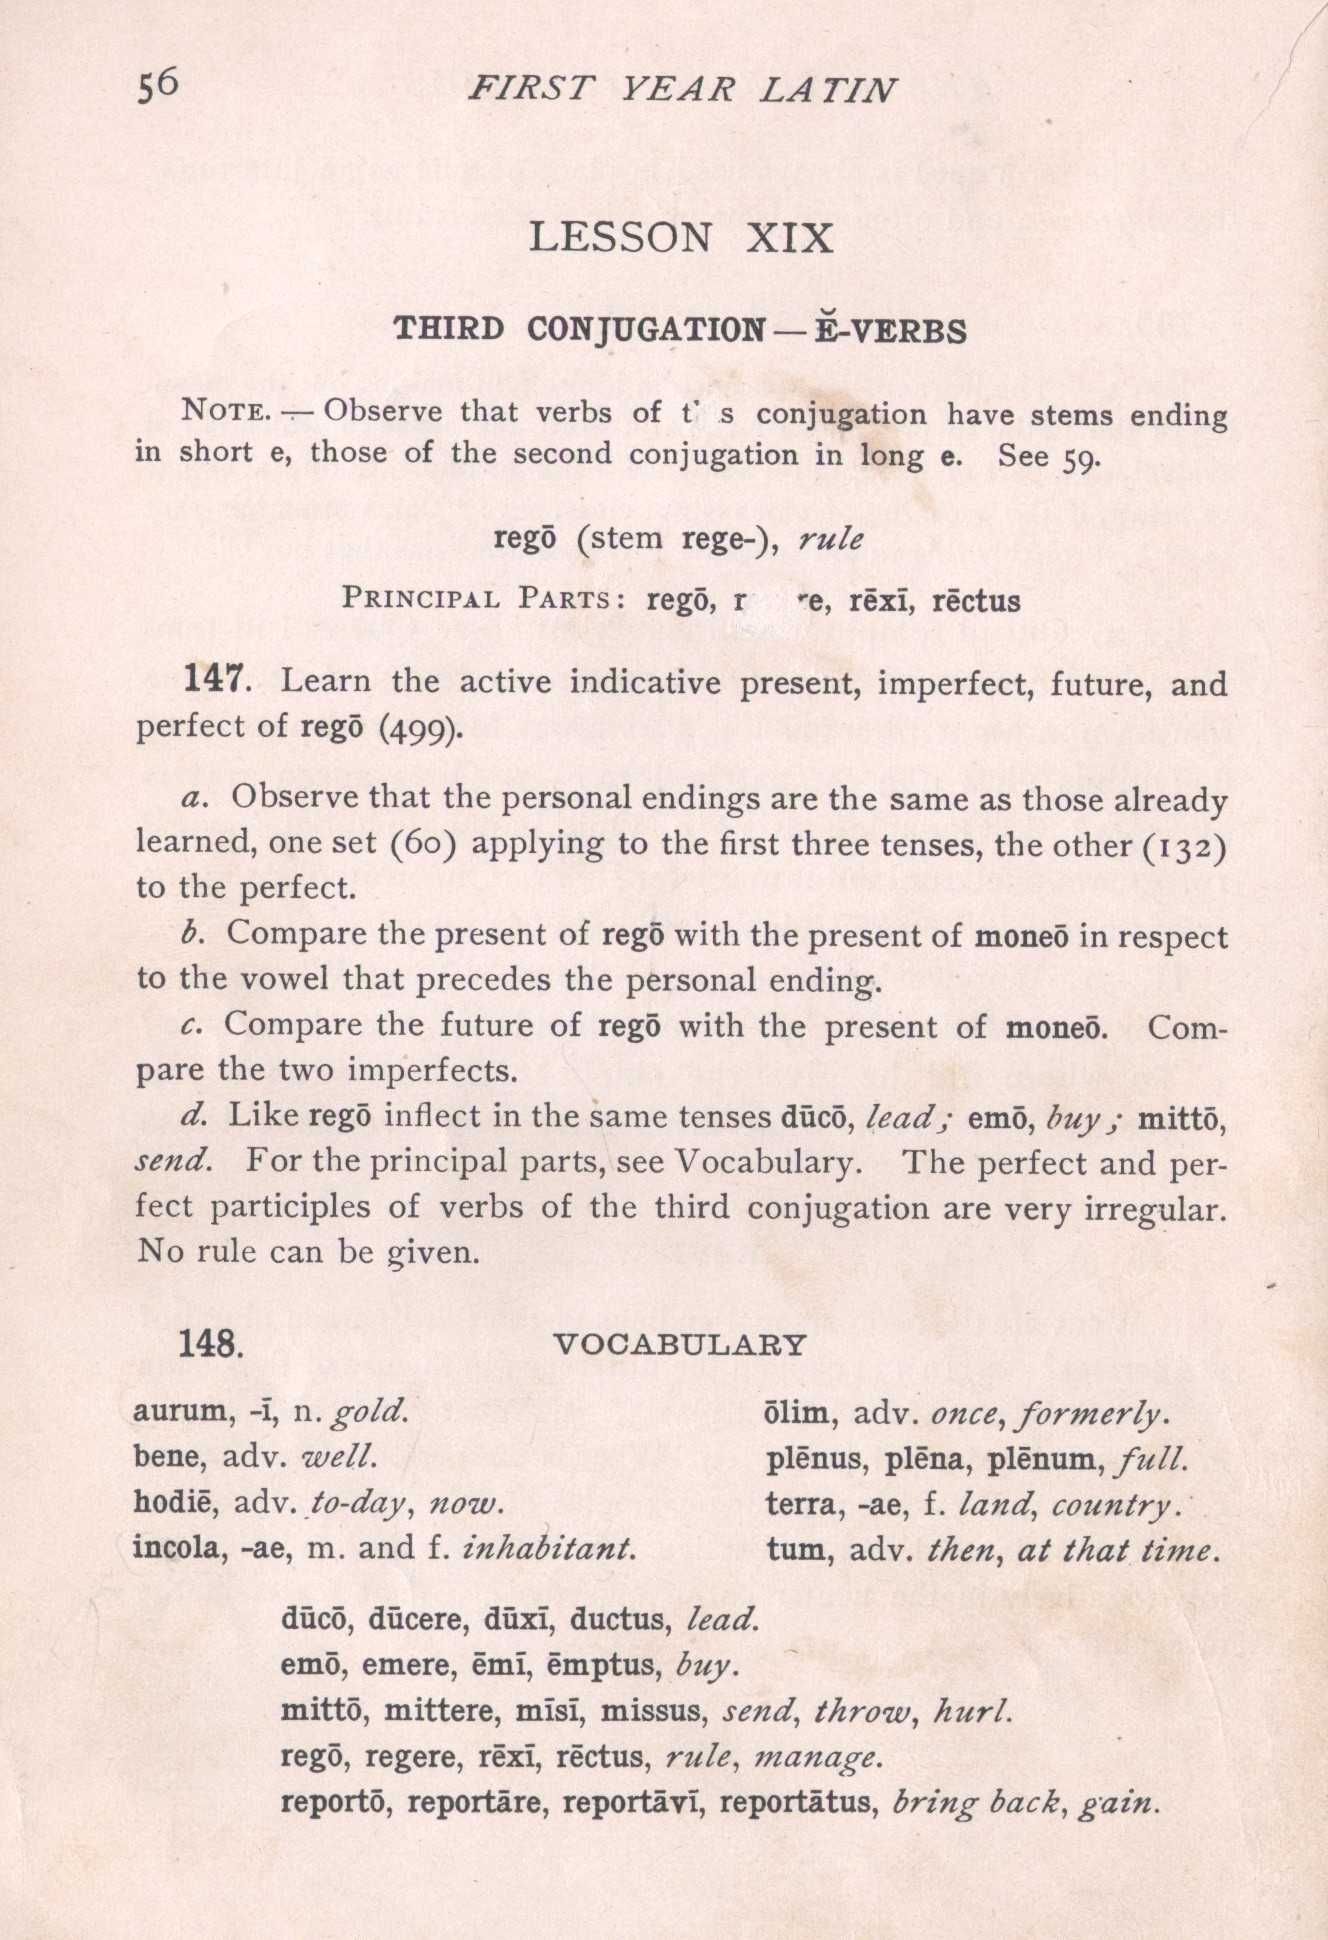 56 FIRST YEAR LATIN
LESSON XIX
THIRD CONJUGATION — Ĕ-VERBS
NOTE. — Observe that verbs of conjugation have stems ending
in short e, those of the second conjugation in long e. See 59.
regō (stem rege-), rule
PRINCIPAL PARTS: regō, rēxī, rēctus
147. Learn the active indicative present, imperfect, future, and
perfect of regō (499).
a. Observe that the personal endings are the same as those already
learned, one set (60) applying to the first three tenses, the other (132)
to the perfect.
b. Compare the present of regō with the present of moneō in respect
to the vowel that precedes the personal ending.
c. Compare the future of regō with the present of moneō. Com-
pare the two imperfects.
d. Like regō inflect in the same tenses dūcō, lead; emō, buy; mittō,
send. For the principal parts, see Vocabulary. The perfect and per-
fect participles of verbs of the third conjugation are very irregular.
No rule can be given.
148. VOCABULARY
aurum, -ī, n. gold.
bene, adv. well.
hodiē, adv. to-day, now.
incola, -ae, m. and f. inhabitant.
ōlim, adv. once, formerly.
plēnus, plēna, plēnum, full.
terra, -ae, f. land, country.
tum, adv. then, at that time.
dūcō, dūcere, dūxī, ductus, lead.
emō, emere, ēmī, ēmptus, buy.
mittō, mittere, mīsī, missus, send, throw, hurl.
regō, regere, rēxī, rēctus, rule, manage.
reportō, reportāre, reportāvī, reportātus, bring back, gain.